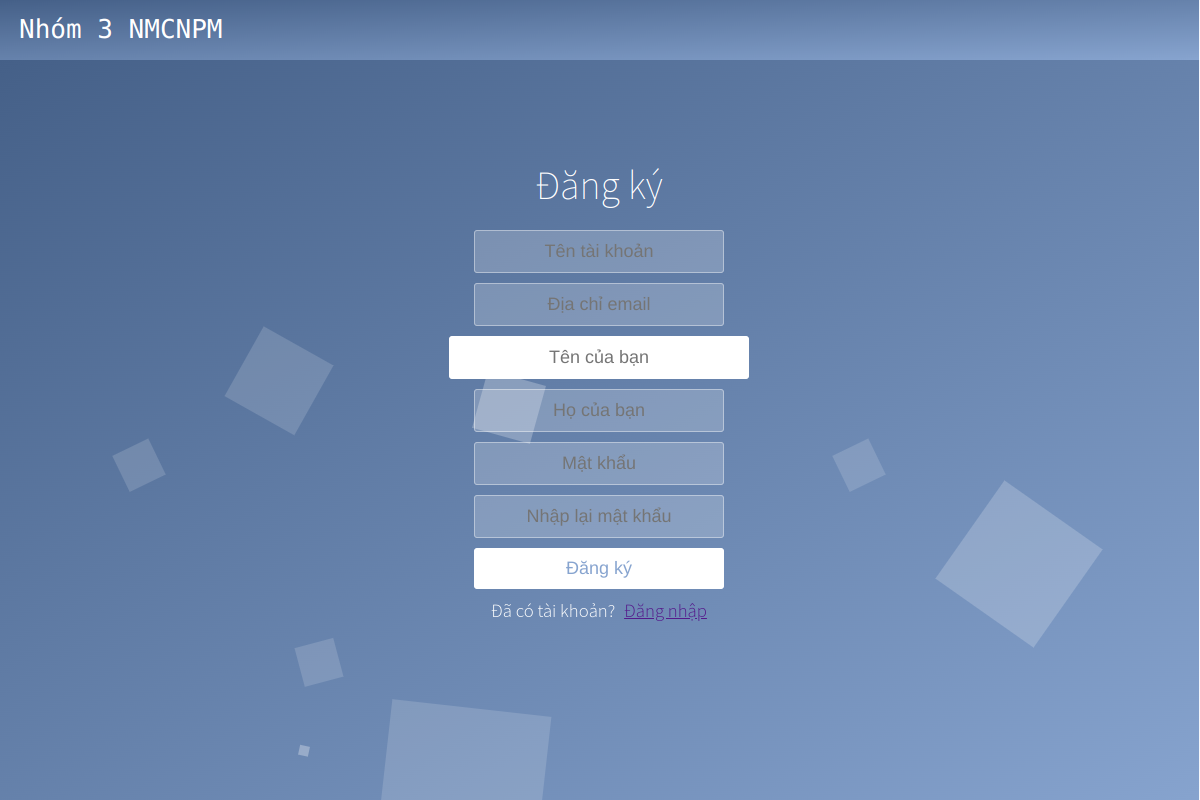 Nhóm 3 NMCNPM
Đăng ký
Tên tài khoản
Địa chỉ email
Tên của bạn
Họ của bạn
Mật khẩu
Nhập lại mật khẩu
Đăng ký
Đã có tài khoản? Đăng nhập